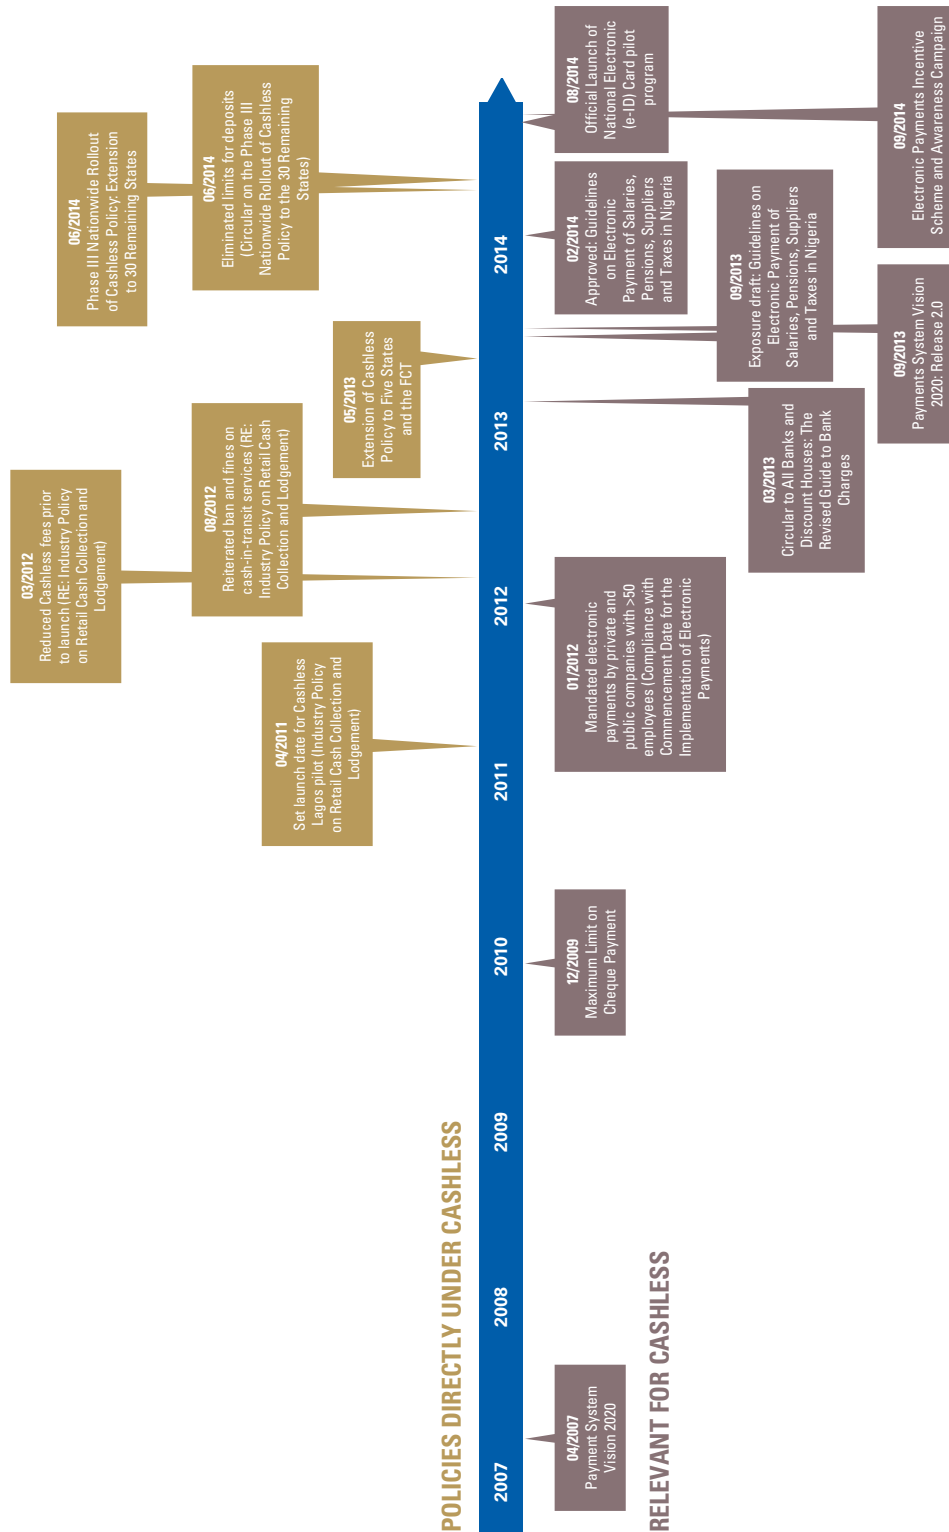 POLICIES DIRECTLY UNDER CASHLESS
04/2011
Set launch date for Cashless
Lagos pilot (Industry Policy
on Retail Cash Collection and
Lodgement)
03/2012
Reduced Cashless fees prior
to launch (RE: Industry Policy
on Retail Cash Collection and
Lodgement)
08/2012
Reiterated ban and fines on
cash-in-transit services (RE:
Industry Policy on Retail Cash
Collection and Lodgement)
05/2013
Extension of Cashless
Policy to Five States
and the FCT
06/2014
Phase III Nationwide Rollout
of Cashless Policy: Extension
to 30 Remaining States
06/2014
Eliminated limits for deposits
(Circular on the Phase III
Nationwide Rollout of Cashless
Policy to the 30 Remaining
States)
2007
2008
2009
2010
2011
2012
2013
2014
04/2007
Payment System
Vision 2020
12/2009
Maximum Limit on
Cheque Payment
01/2012
Mandated electronic
payments by private and
public companies with >50
employees (Compliance with
Commencement Date for the
Implementation of Electronic
Payments)
03/2013
Circular to All Banks and
Discount Houses: The
Revised Guide to Bank
Charges
09/2013
Payments System Vision
2020: Release 2.0
09/2013
Exposure draft: Guidelines on
Electronic Payment of
Salaries, Pensions, Suppliers
and Taxes in Nigeria
02/2014
Approved: Guidelines
on Electronic
Payment of Salaries,
Pensions, Suppliers
and Taxes in Nigeria
08/2014
Official Launch of
National Electronic
(e-ID) Card pilot
program
09/2014
Electronic Payments Incentive
Scheme and Awareness Campaign
RELEVANT FOR CASHLESS